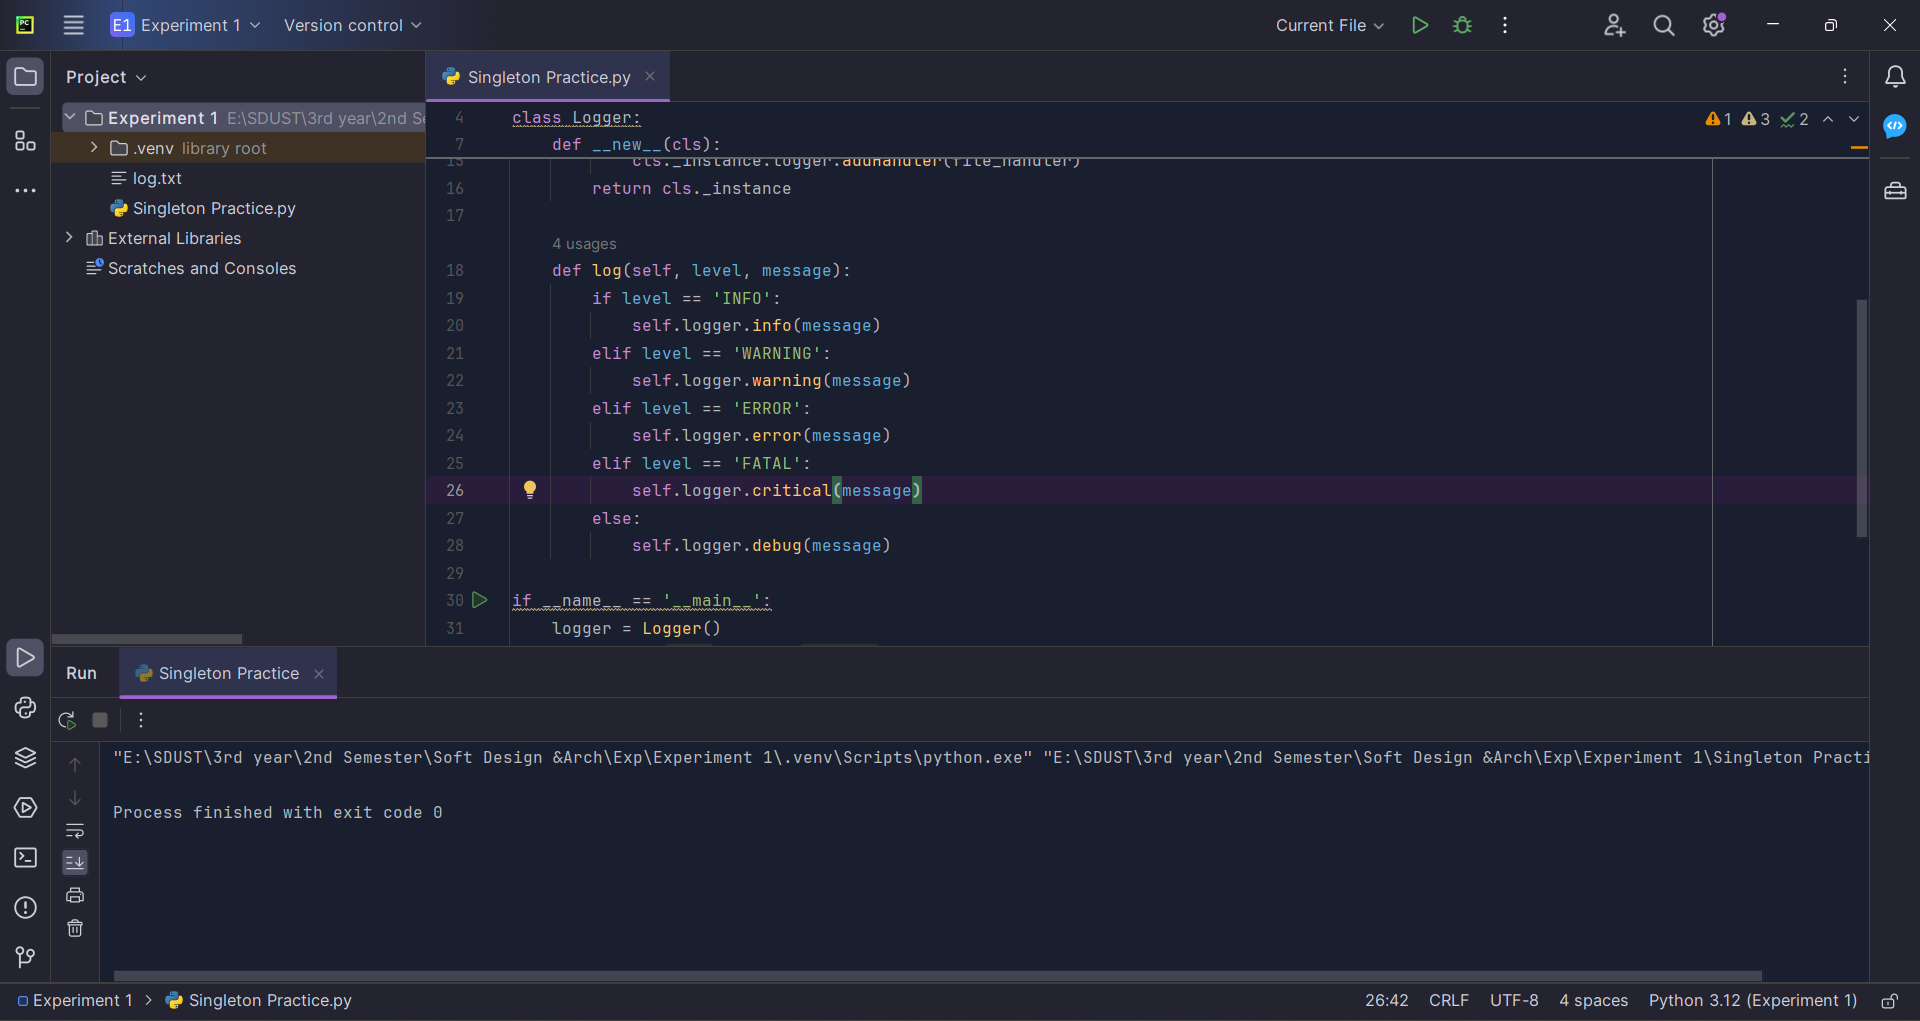 PC
E1 Experiment 1
Version control
Current File
Project
Experiment 1 E:\SDUST\3rd year\2nd Se
.venv library root
log.txt
Singleton Practice.py
External Libraries
Scratches and Consoles
Singleton Practice.py
1 3 2
4 class Logger:
7 def __new__(cls):
15 cls._instance.logger.addHandler(file_handler)
16 return cls._instance
17
4 usages
18 def log(self, level, message):
19 if level == 'INFO':
20 self.logger.info(message)
21 elif level == 'WARNING':
22 self.logger.warning(message)
23 elif level == 'ERROR':
24 self.logger.error(message)
25 elif level == 'FATAL':
26 self.logger.critical(message)
27 else:
28 self.logger.debug(message)
29
30 if __name__ == '__main__':
31 logger = Logger()
Run
Singleton Practice
"E:\SDUST\3rd year\2nd Semester\Soft Design &Arch\Exp\Experiment 1\.venv\Scripts\python.exe" "E:\SDUST\3rd year\2nd Semester\Soft Design &Arch\Exp\Experiment 1\Singleton Practi
Process finished with exit code 0
Experiment 1 > Singleton Practice.py
26:42 CRLF UTF-8 4 spaces Python 3.12 (Experiment 1)